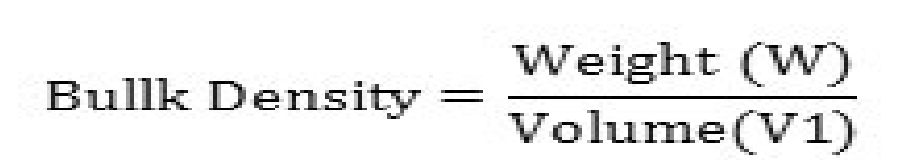 Bullk Density = Weight (W)
Volume(V1)